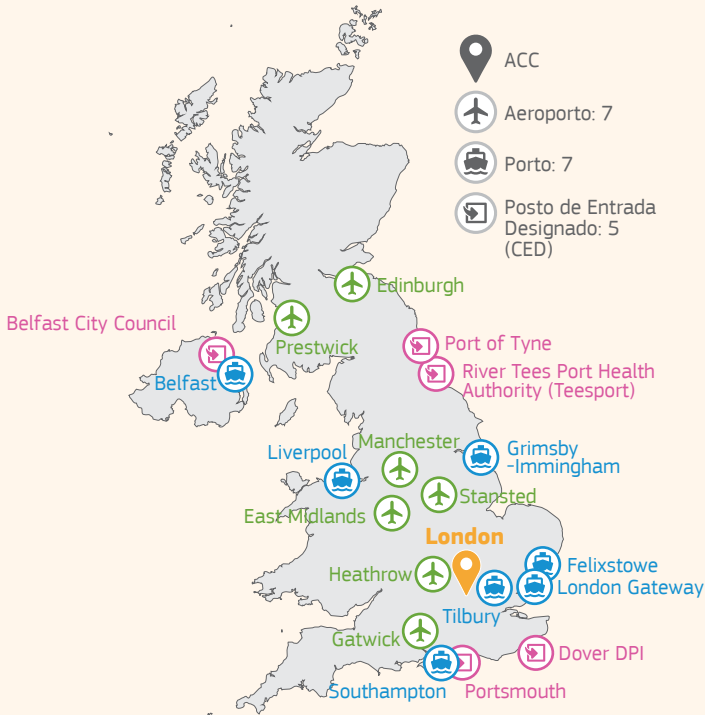 ACC
Aeroporto: 7
Porto: 7
Posto de Entrada
Designado: 5
(CED)
Edinburgh
Prestwick
Belfast City Council
Belfast
Port of Tyne
River Tees Port Health
Authority (Teesport)
Manchester
Liverpool
Grimsby
-Immingham
Stansted
East Midlands
London
Heathrow
Felixstowe
London Gateway
Tilbury
Gatwick
Dover DPI
Southampton
Portsmouth